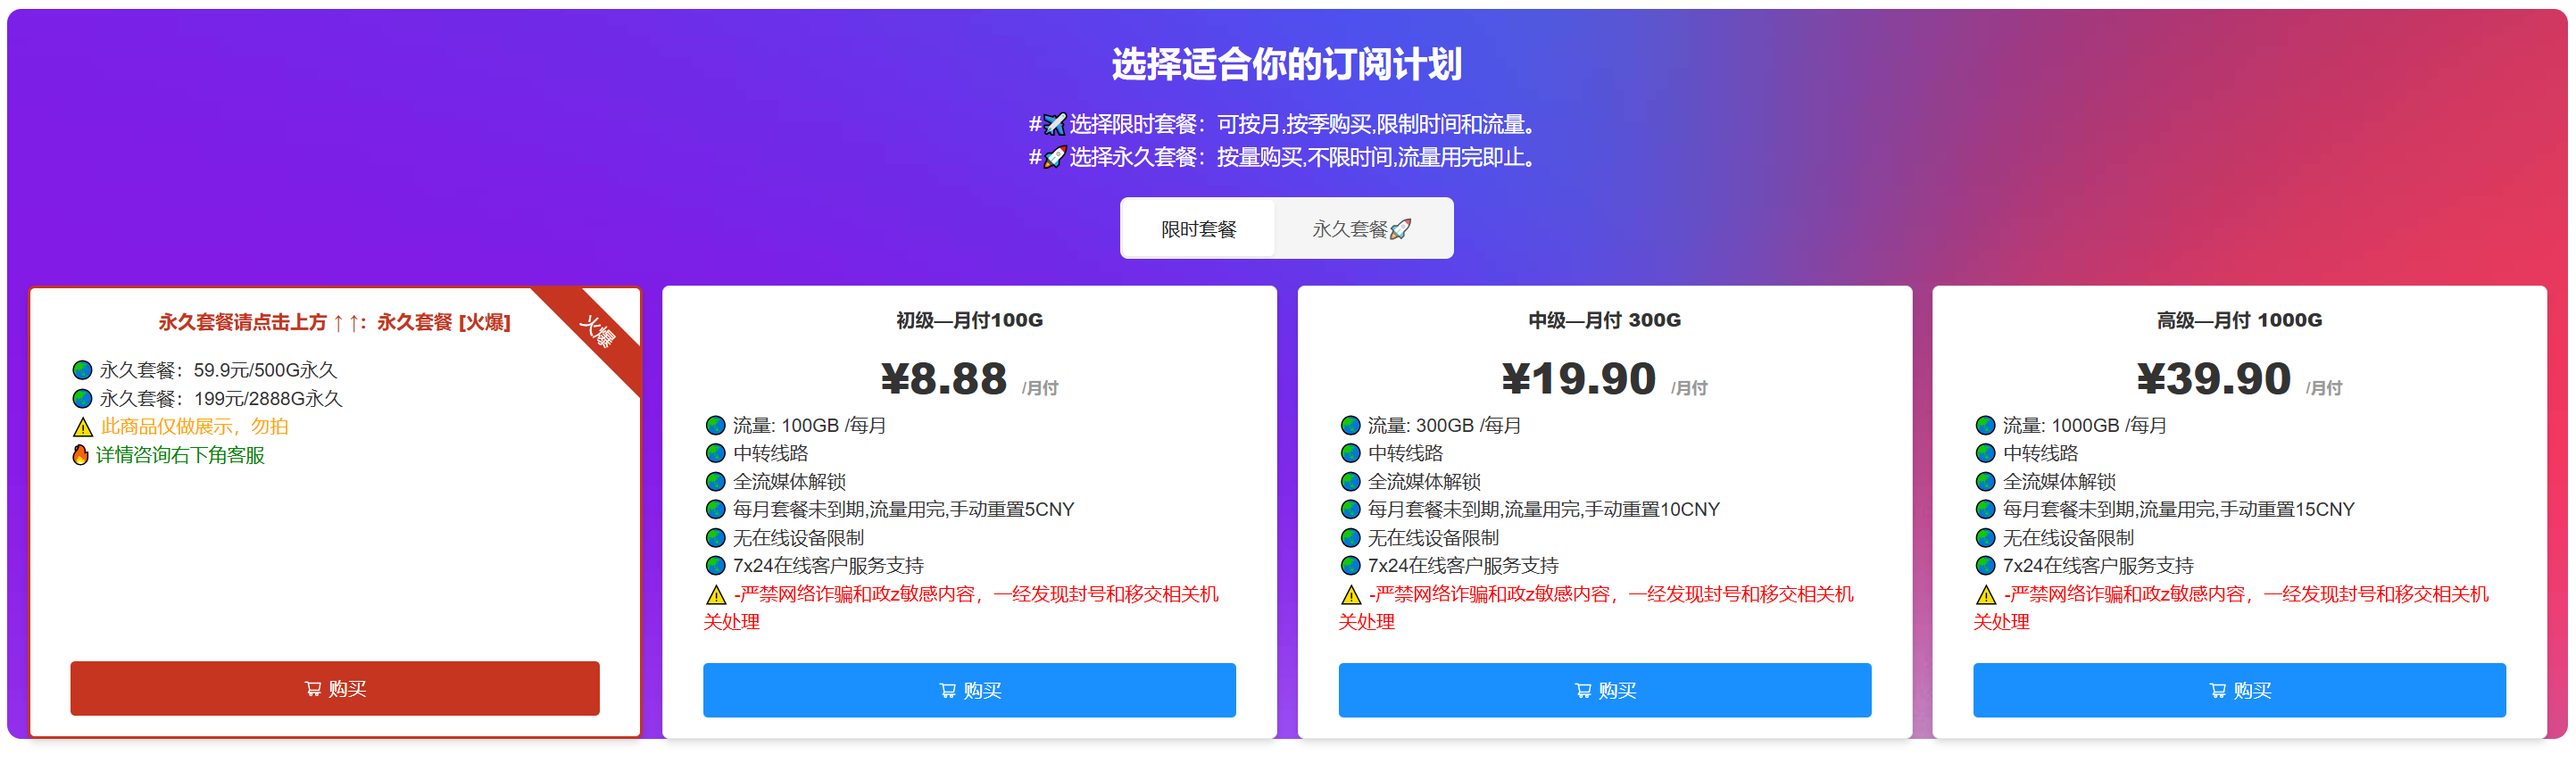 选择适合你的订阅计划
#✈️选择限时套餐：可按月,按季购买,限制时间和流量。
#🚀选择永久套餐：按量购买,不限时间,流量用完即止。
限时套餐
永久套餐🚀
火爆
永久套餐请点击上方↑↑：永久套餐 [火爆]
🌏 永久套餐：59.9元/500G永久
🌏 永久套餐：199元/2888G永久
⚠️ 此商品仅做展示，勿拍
🔥 详情咨询右下角客服
购买
初级—月付100G
¥8.88 /月付
🌏 流量: 100GB /每月
🌏 中转线路
🌏 全流媒体解锁
🌏 每月套餐未到期,流量用完,手动重置5CNY
🌏 无在线设备限制
🌏 7x24在线客户服务支持
⚠️ -严禁网络诈骗和政z敏感内容，一经发现封号和移交相关机
关处理
购买
中级—月付 300G
¥19.90 /月付
🌏 流量: 300GB /每月
🌏 中转线路
🌏 全流媒体解锁
🌏 每月套餐未到期,流量用完,手动重置10CNY
🌏 无在线设备限制
🌏 7x24在线客户服务支持
⚠️ -严禁网络诈骗和政z敏感内容，一经发现封号和移交相关机
关处理
购买
高级—月付 1000G
¥39.90 /月付
🌏 流量: 1000GB /每月
🌏 中转线路
🌏 全流媒体解锁
🌏 每月套餐未到期,流量用完,手动重置15CNY
🌏 无在线设备限制
🌏 7x24在线客户服务支持
⚠️ -严禁网络诈骗和政z敏感内容，一经发现封号和移交相关机
关处理
购买